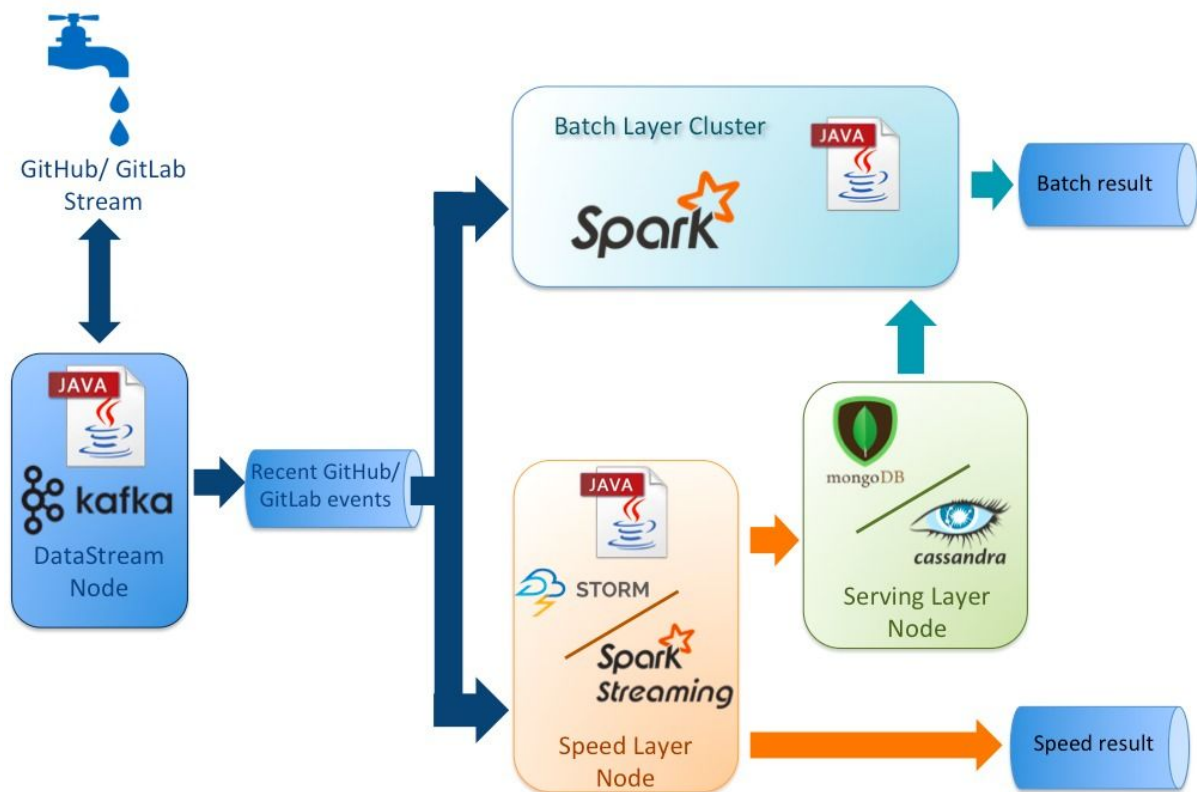 GitHub/ GitLab
Stream
JAVA
kafka
DataStream
Node
Recent GitHub/
GitLab events
Batch Layer Cluster
JAVA
Spark
Batch result
JAVA
STORM
Spark
Streaming
Speed Layer
Node
mongoDB
cassandra
Serving Layer
Node
Speed result